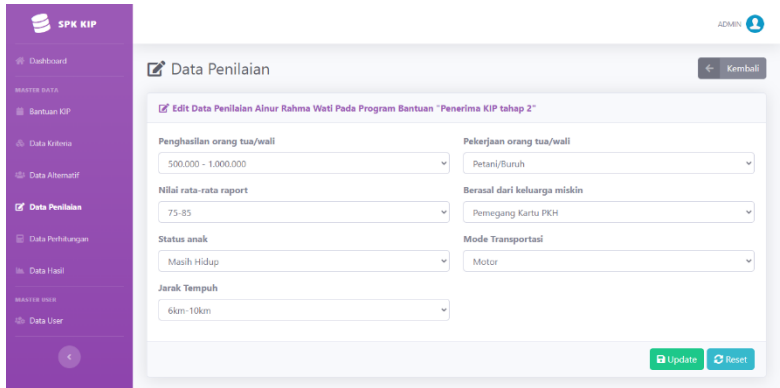 SPK KIP
ADMIN
Dashboard
MASTER DATA
Bantuan KIP
Data Kriteria
Data Alternatif
Data Penilaian
Data Perhitungan
Data Hasil
MASTER USER
Data User
Data Penilaian
Kembali
Edit Data Penilaian Ainur Rahma Wati Pada Program Bantuan "Penerima KIP tahap 2"
Penghasilan orang tua/wali
Pekerjaan orang tua/wali
500.000 - 1.000.000
Petani/Buruh
Nilai rata-rata raport
Berasal dari keluarga miskin
75-85
Pemegang Kartu PKH
Status anak
Mode Transportasi
Masih Hidup
Motor
Jarak Tempuh
6km-10km
Update
Reset